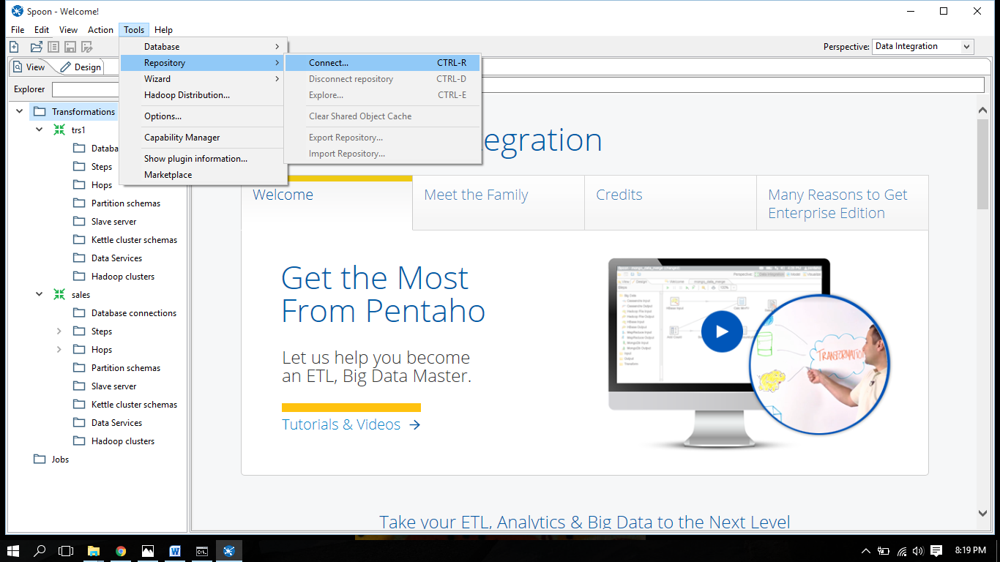 Spoon - Welcome!
File Edit View Action Tools Help
Perspective: Data Integration
View Design
Explorer
Database
Repository
Wizard
Hadoop Distribution...
Options...
Capability Manager
Show plugin information...
Marketplace
Connect... CTRL-R
Disconnect repository CTRL-D
Explore... CTRL-E
Clear Shared Object Cache
Export Repository...
Import Repository...
Transformations
trs1
Databa
Steps
Hops
Partition schemas
Slave server
Kettle cluster schemas
Data Services
Hadoop clusters
sales
Database connections
Steps
Hops
Partition schemas
Slave server
Kettle cluster schemas
Data Services
Hadoop clusters
Jobs
tegration
Welcome
Meet the Family
Credits
Many Reasons to Get
Enterprise Edition
Get the Most
From Pentaho
Let us help you become
an ETL, Big Data Master.
Tutorials & Videos
TRANSFORMATION
Take your ETL, Analytics & Big Data to the Next Level
8:19 PM